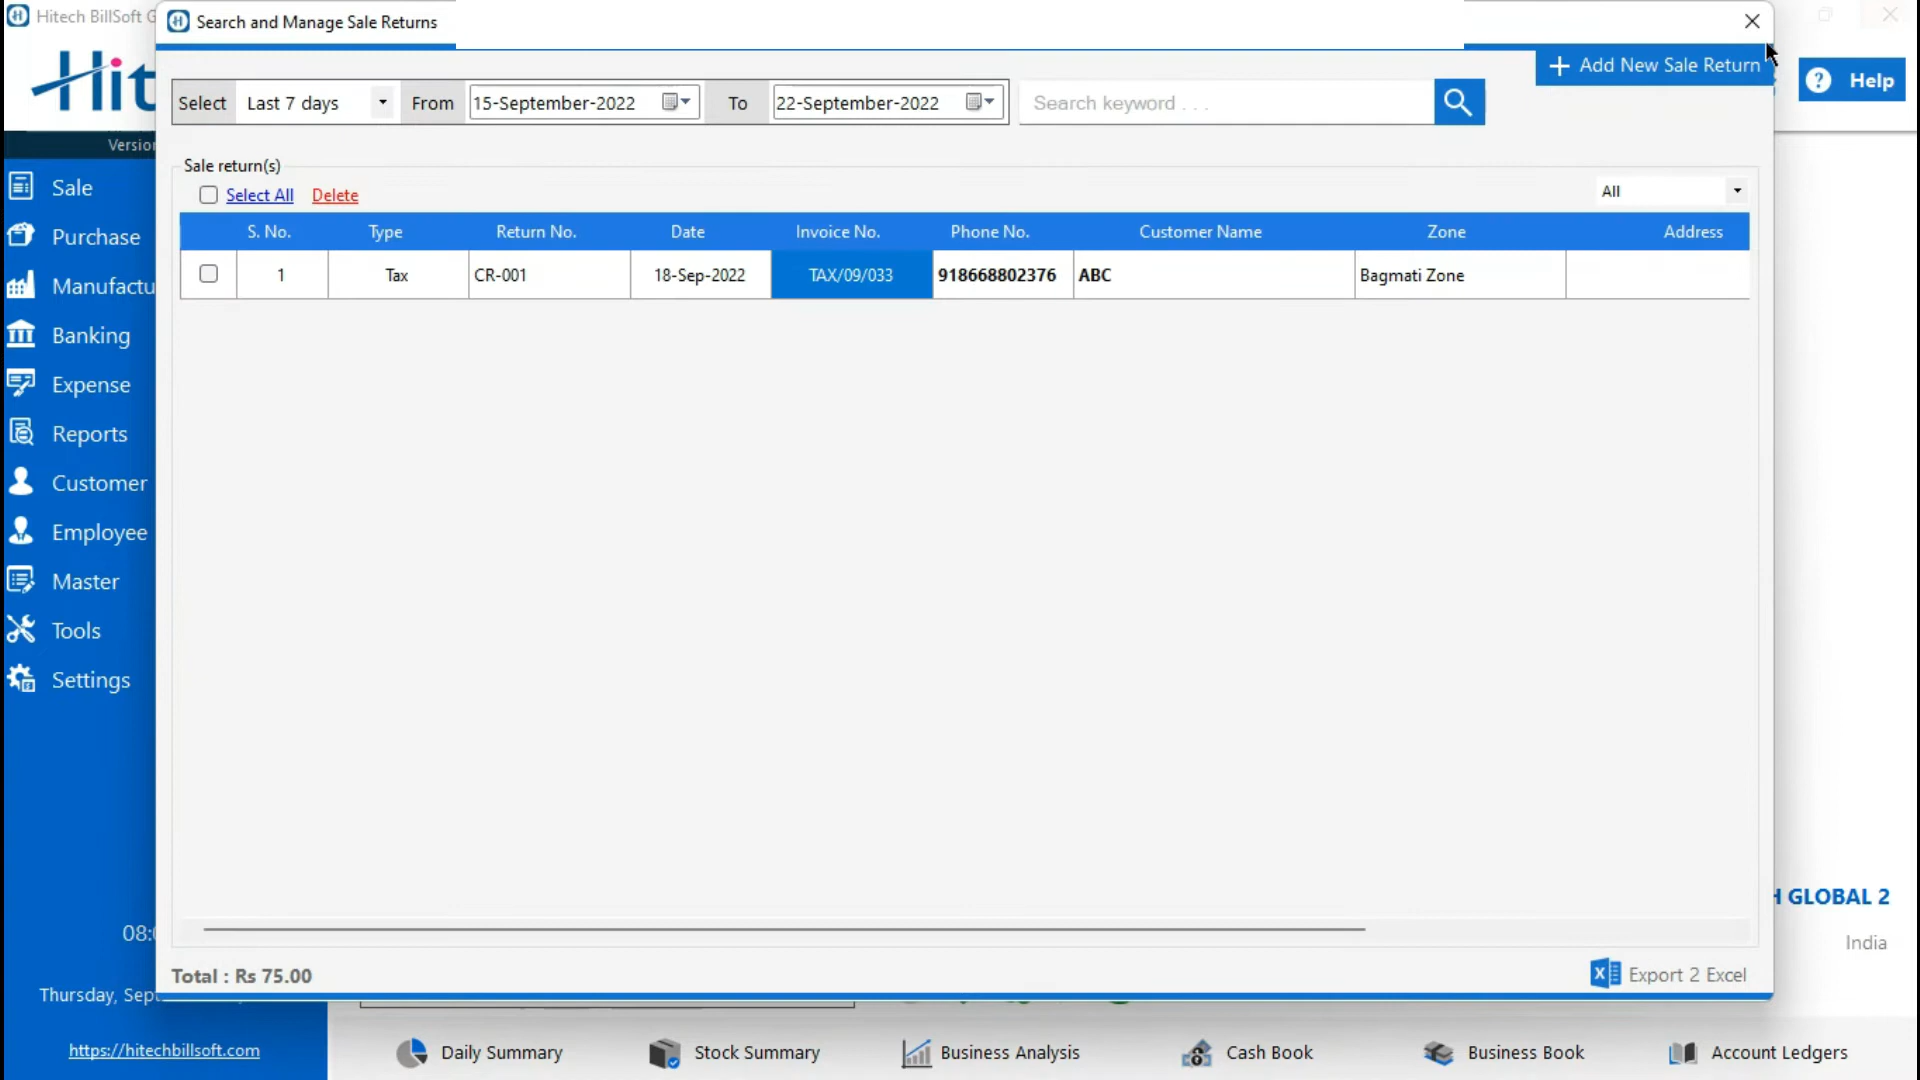 Hitech BillSoft G
Search and Manage Sale Returns
Hit
Add New Sale Return
Help
Select Last 7 days From 15-September-2022 To 22-September-2022 Search keyword . . .
Version
Sale return(s)
Select All Delete All
S. No. Type Return No. Date Invoice No. Phone No. Customer Name Zone Address
1 Tax CR-001 18-Sep-2022 TAX/09/033 918668802376 ABC Bagmati Zone
Sale
Purchase
Manufactu
Banking
Expense
Reports
Customer
Employee
Master
Tools
Settings
GLOBAL 2
08:
India
Total : Rs 75.00
Export 2 Excel
Thursday, Sept
https://hitechbillsoft.com
Daily Summary Stock Summary Business Analysis Cash Book Business Book Account Ledgers